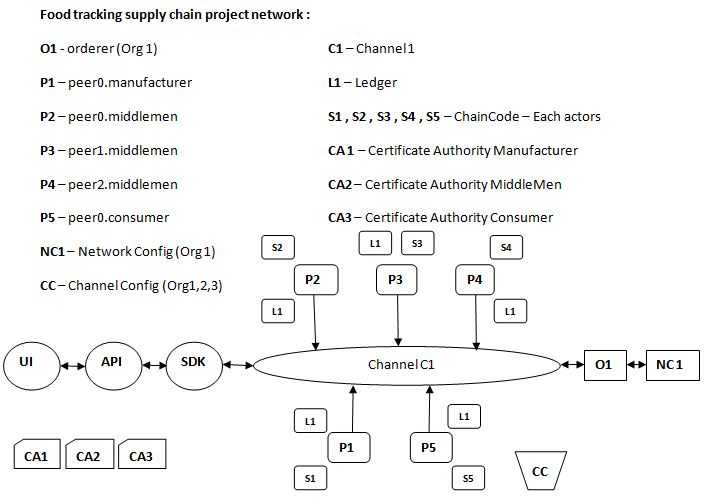 Food tracking supply chain project network :
O1 - orderer (Org 1)
C1 – Channel1
P1 – peer0.manufacturer
L1 – Ledger
P2 – peer0.middlemen
S1 , S2 , S3 , S4 , S5 – ChainCode – Each actors
P3 – peer1.middlemen
CA1 – Certificate Authority Manufacturer
P4 – peer2.middlemen
CA2 – Certificate Authority MiddleMen
P5 – peer0.consumer
CA3 – Certificate Authority Consumer
NC1 – Network Config (Org 1)
CC – Channel Config (Org1,2,3)
S2
L1
S3
S4
P2
P3
P4
L1
L1
UI
API
SDK
Channel C1
O1
NC 1
L1
L1
P1
P5
S1
S5
CA1
CA2
CA3
CC